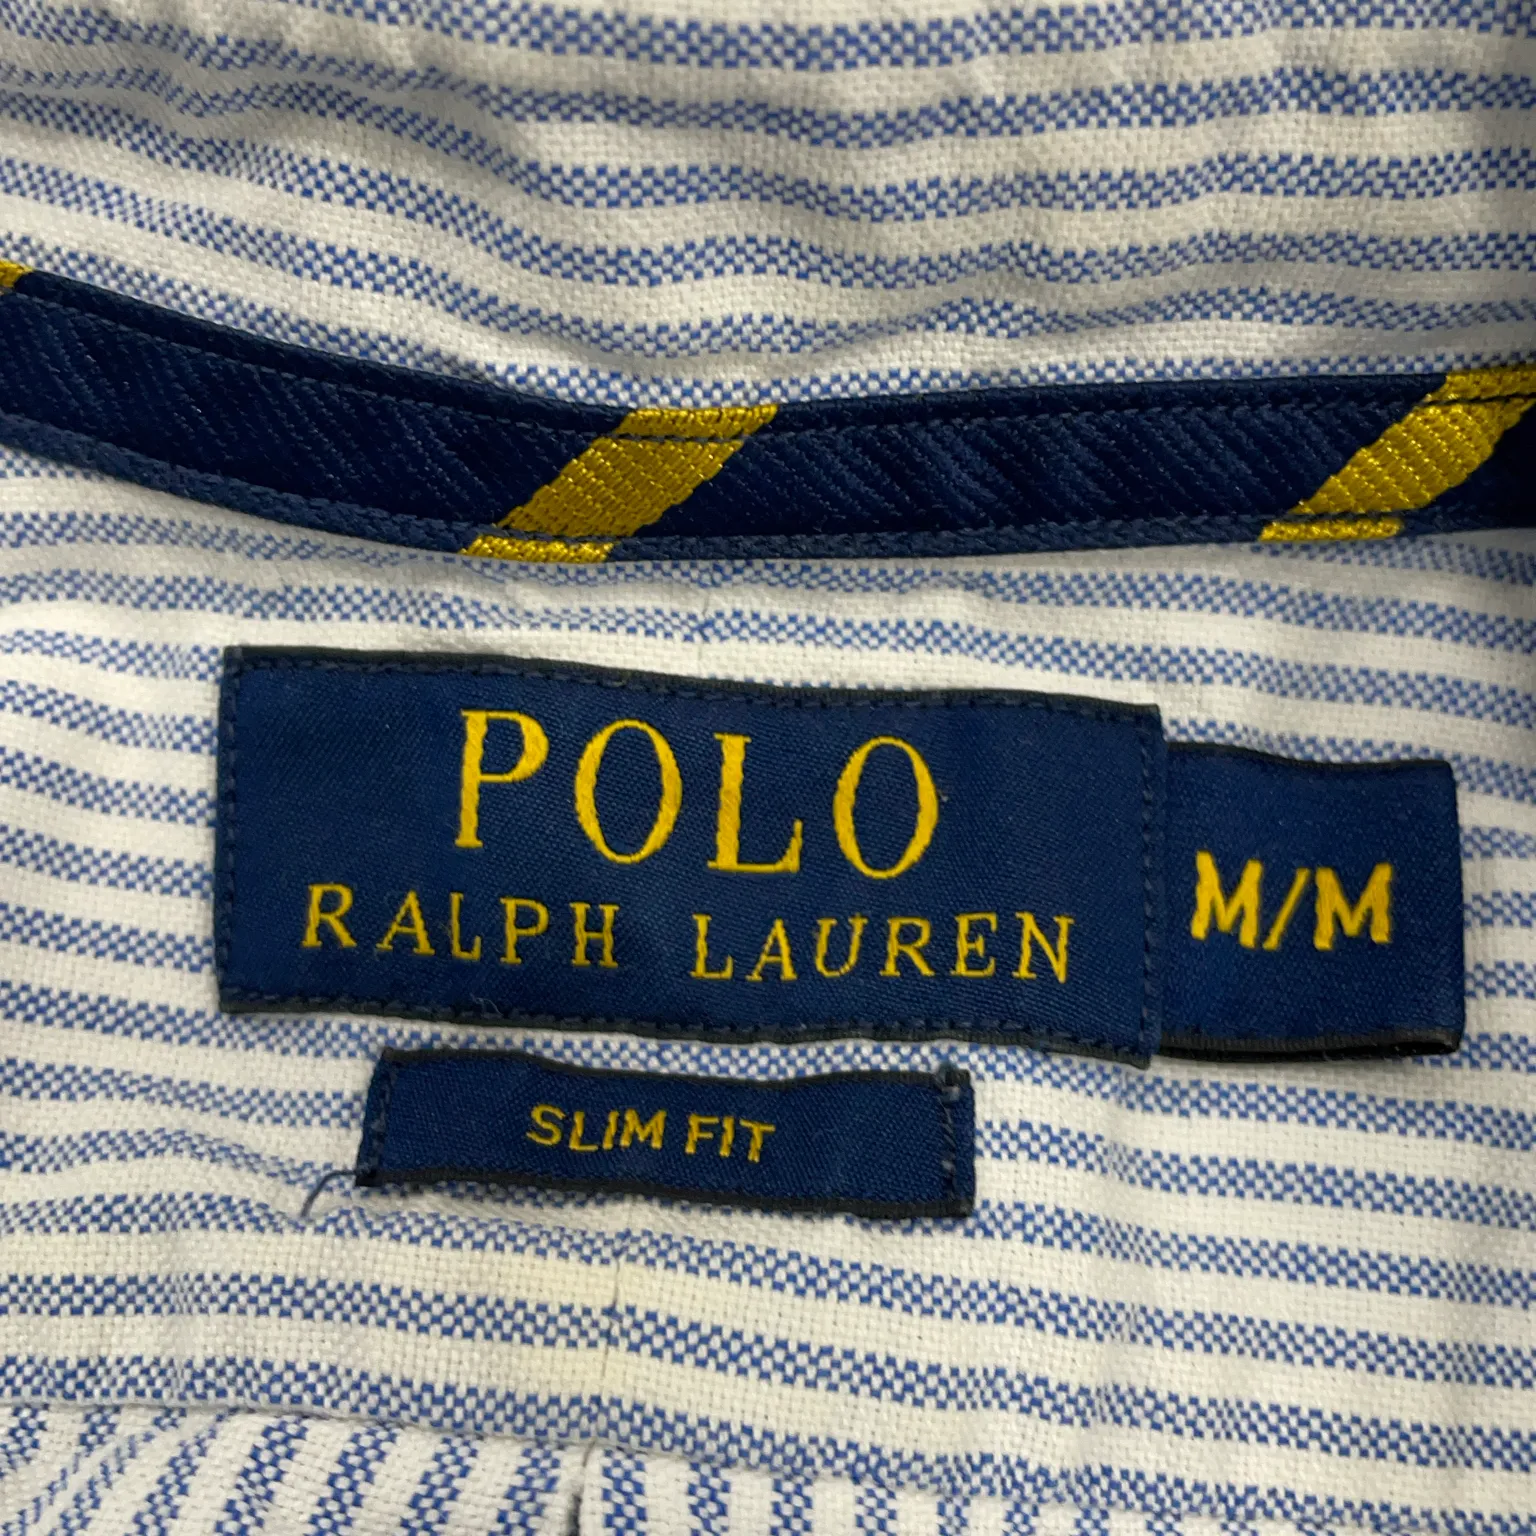 POLO
RALPH LAUREN
M/M
SLIM FIT